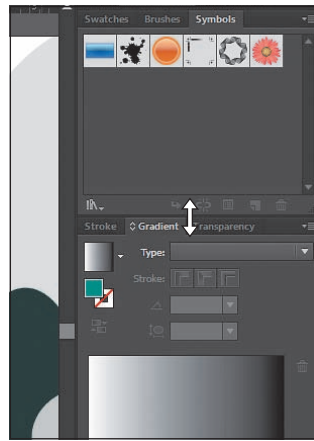 Swatches Brushes Symbols
Stroke Gradient Transparency
Type:
Stroke: